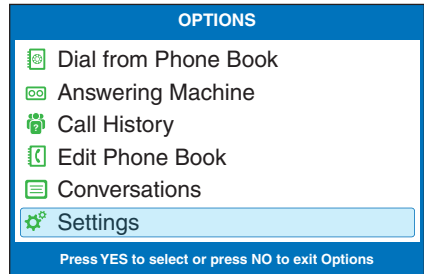 OPTIONS
Dial from Phone Book
Answering Machine
Call History
Edit Phone Book
Conversations
Settings
Press YES to select or press NO to exit Options